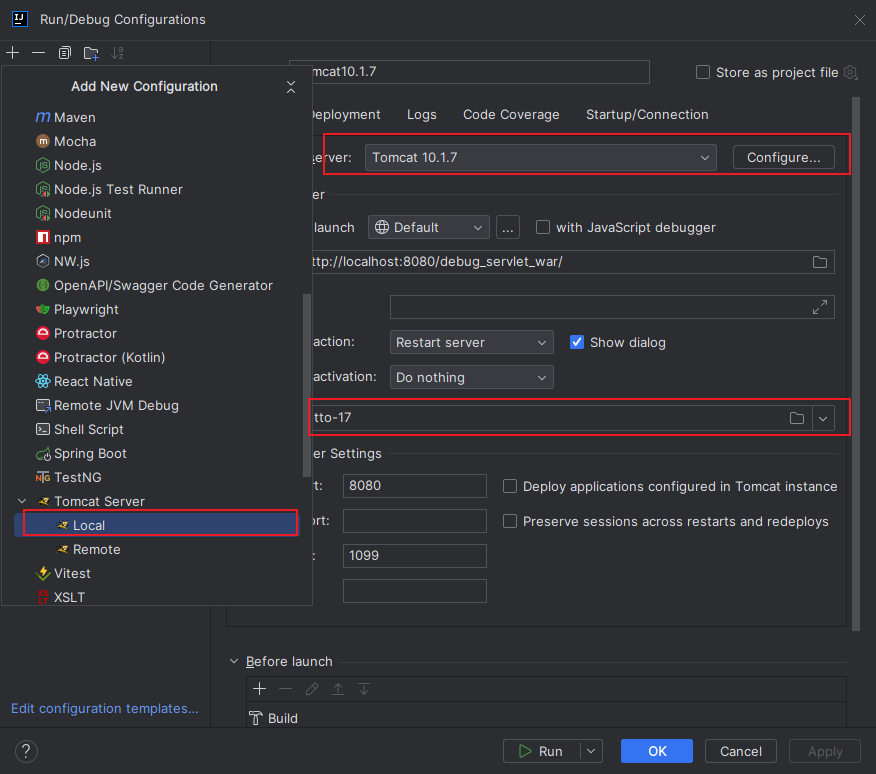 Run/Debug Configurations
Add New Configuration
Maven
Mocha
Node.js
Node.js Test Runner
Nodeunit
npm
NW.js
OpenAPI/Swagger Code Generator
Playwright
Protractor
Protractor (Kotlin)
React Native
Remote JVM Debug
Shell Script
Spring Boot
TestNG
Tomcat Server
Local
Remote
Vitest
XSLT
Edit configuration templates...
mcat10.1.7
Store as project file
Deployment Logs Code Coverage Startup/Connection
erver: Tomcat 10.1.7 Configure...
er
launch Default ... with JavaScript debugger
ttp://localhost:8080/debug_servlet_war/
action: Restart server Show dialog
activation: Do nothing
tto-17
er Settings
rt: 8080 Deploy applications configured in Tomcat instance
ort: Preserve sessions across restarts and redeploys
: 1099
Before launch
Build
? Run OK Cancel Apply